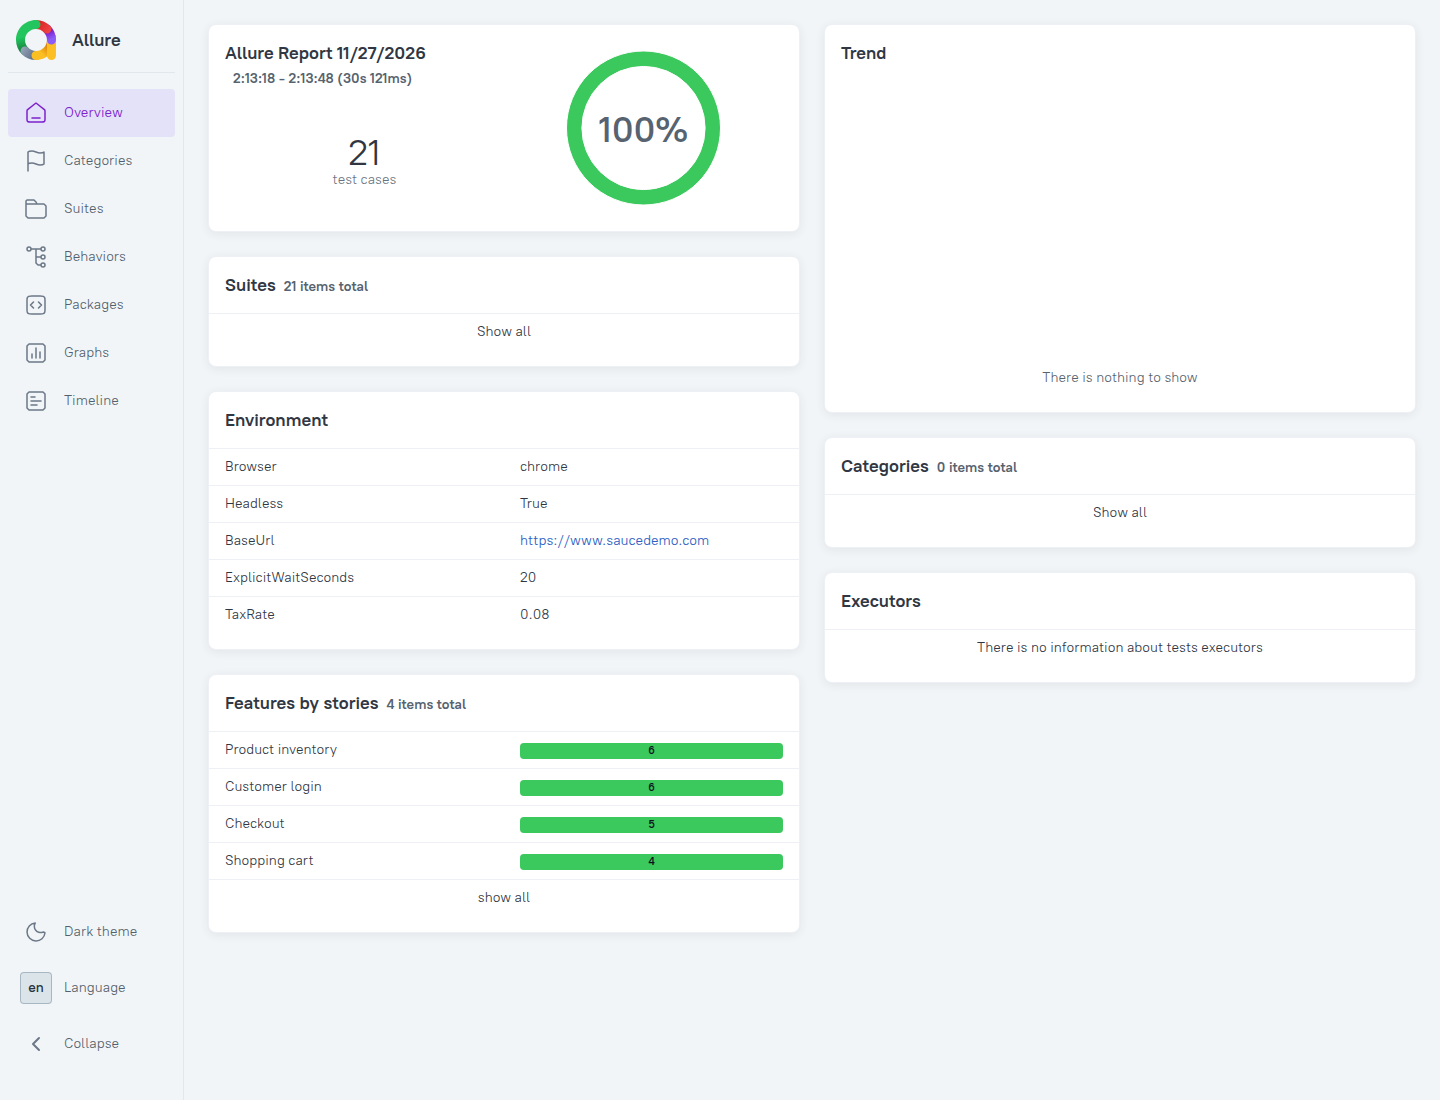 Allure
Overview
Categories
Suites
Behaviors
Packages
Graphs
Timeline
Dark theme
en Language
Collapse
Allure Report 11/27/2026
2:13:18 - 2:13:48 (30s 121ms)
21
test cases
100%
Suites 21 items total
Show all
Environment
Browser chrome
Headless True
BaseUrl https://www.saucedemo.com
ExplicitWaitSeconds 20
TaxRate 0.08
Features by stories 4 items total
Product inventory 6
Customer login 6
Checkout 5
Shopping cart 4
show all
Trend
There is nothing to show
Categories 0 items total
Show all
Executors
There is no information about tests executors